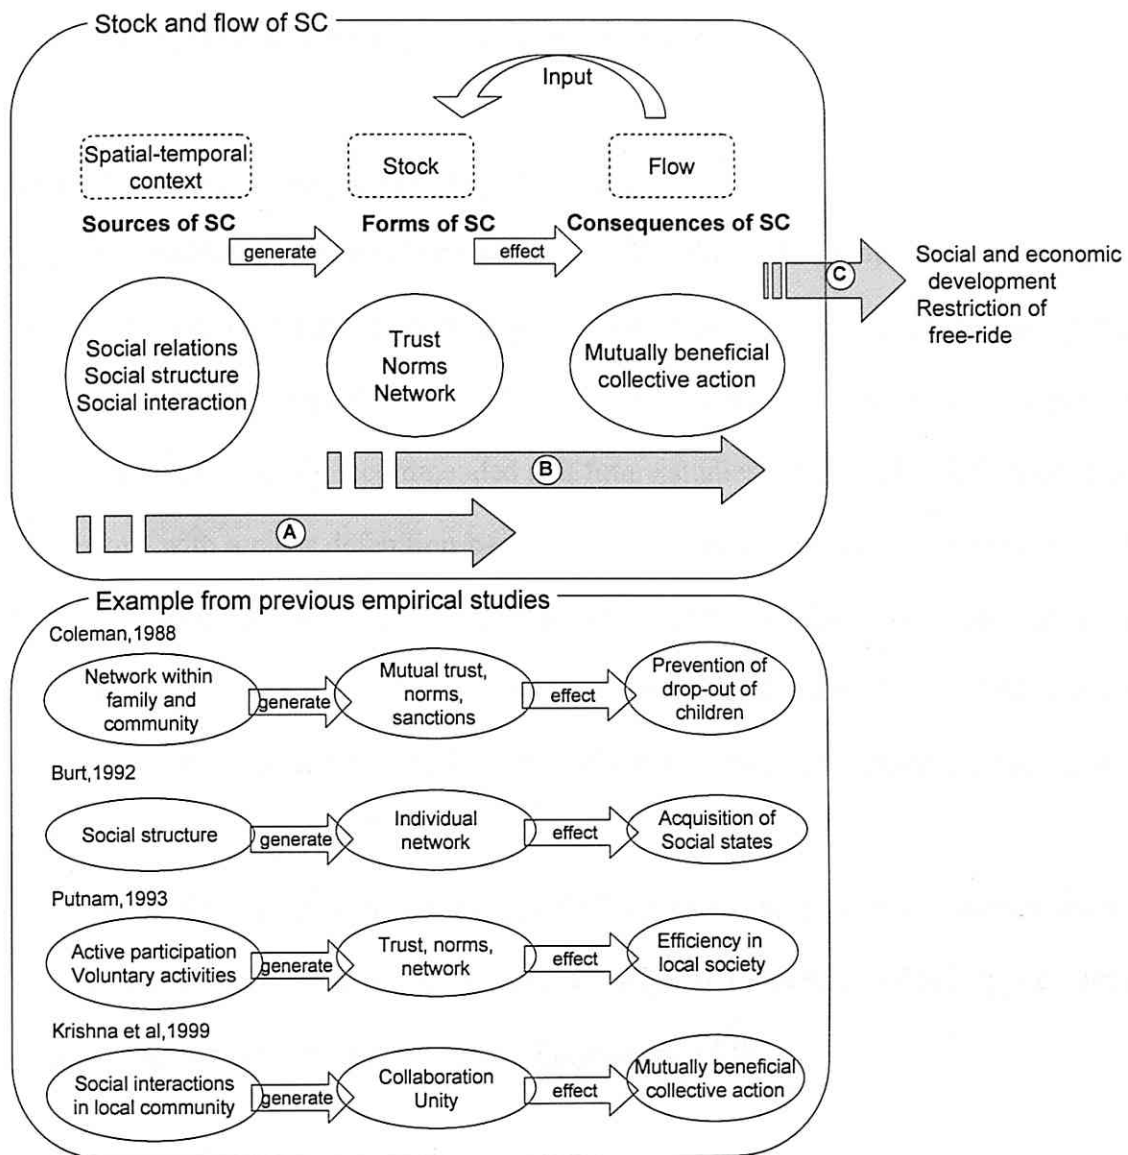 Stock and flow of SC
Input
Spatial-temporal
context
Stock
Flow
Sources of SC
Forms of SC
Consequences of SC
generate
effect
C
Social and economic
development
Restriction of
free-ride
Social relations
Social structure
Social interaction
Trust
Norms
Network
Mutually beneficial
collective action
B
A
Example from previous empirical studies
Coleman,1988
Network within
family and
community
generate
Mutual trust,
norms,
sanctions
effect
Prevention of
drop-out of
children
Burt,1992
Social structure
generate
Individual
network
effect
Acquisition of
Social states
Putnam,1993
Active participation
Voluntary activities
generate
Trust, norms,
network
effect
Efficiency in
local society
Krishna et al,1999
Social interactions
in local community
generate
Collaboration
Unity
effect
Mutually beneficial
collective action